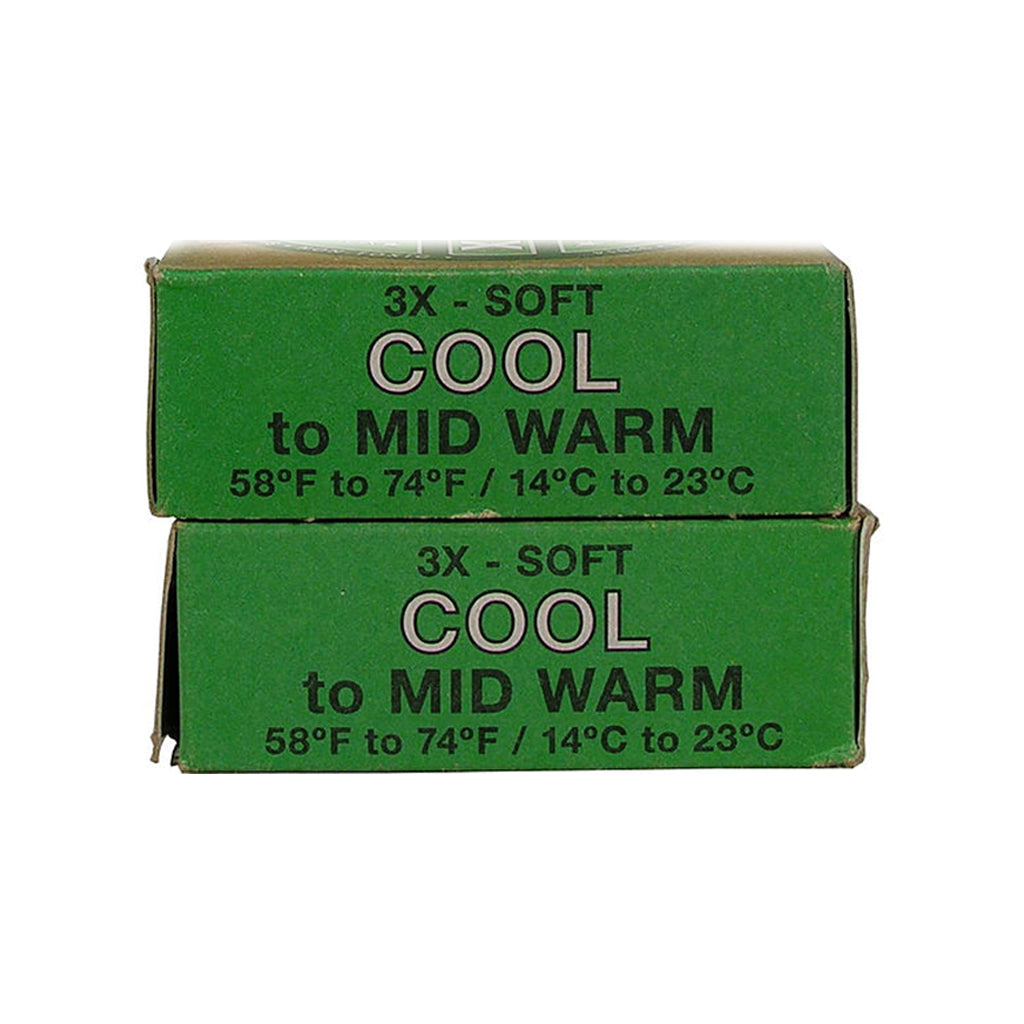 3X - SOFT
COOL
to MID WARM
58°F to 74°F / 14°C to 23°C
3X - SOFT
COOL
to MID WARM
58°F to 74°F / 14°C to 23°C